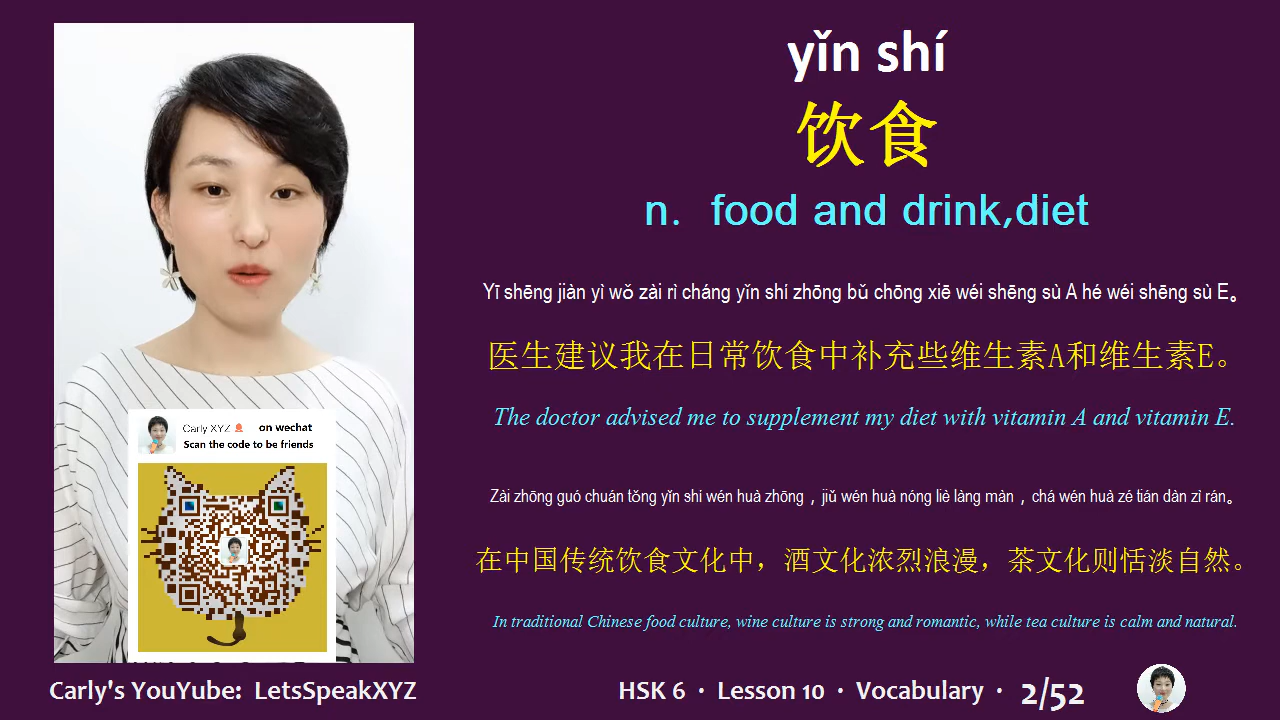 yǐn shí
饮食
n. food and drink,diet
Yī shēng jiàn yì wǒ zài rì cháng yǐn shí zhōng bǔ chōng xiē wéi shēng sù A hé wéi shēng sù E。
医生建议我在日常饮食中补充些维生素A和维生素E。
The doctor advised me to supplement my diet with vitamin A and vitamin E.
Zài zhōng guó chuán tǒng yǐn shí wén huà zhōng，jiǔ wén huà nóng liè làng màn，chá wén huà zé tián dàn zì rán。
在中国传统饮食文化中，酒文化浓烈浪漫，茶文化则恬淡自然。
In traditional Chinese food culture, wine culture is strong and romantic, while tea culture is calm and natural.
Carly XYZ on wechat
Scan the code to be friends
Carly's YouYube: LetsSpeakXYZ
HSK 6 · Lesson 10 · Vocabulary · 2/52